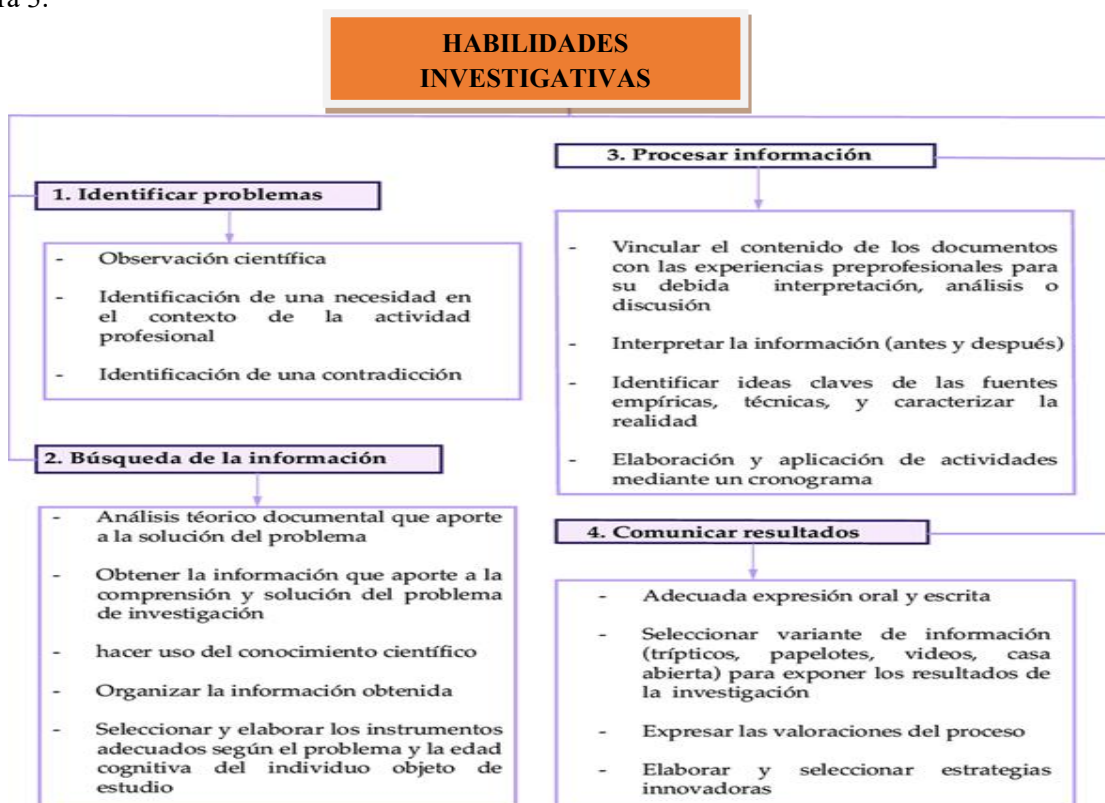 ra 3.
HABILIDADES
INVESTIGATIVAS
1. Identificar problemas
- Observación científica
- Identificación de una necesidad en
el contexto de la actividad
profesional
- Identificación de una contradicción
2. Búsqueda de la información
- Análisis téorico documental que aporte
a la solución del problema
- Obtener la información que aporte a la
comprensión y solución del problema
de investigación
- hacer uso del conocimiento científico
- Organizar la información obtenida
- Seleccionar y elaborar los instrumentos
adecuados según el problema y la edad
cognitiva del individuo objeto de
estudio
3. Procesar información
- Vincular el contenido de los documentos
con las experiencias preprofesionales para
su debida interpretación, análisis o
discusión
- Interpretar la información (antes y después)
- Identificar ideas claves de las fuentes
empíricas, técnicas, y caracterizar la
realidad
- Elaboración y aplicación de actividades
mediante un cronograma
4. Comunicar resultados
- Adecuada expresión oral y escrita
- Seleccionar variante de información
(trípticos, papelotes, videos, casa
abierta) para exponer los resultados de
la investigación
- Expresar las valoraciones del proceso
- Elaborar y seleccionar estrategias
innovadoras